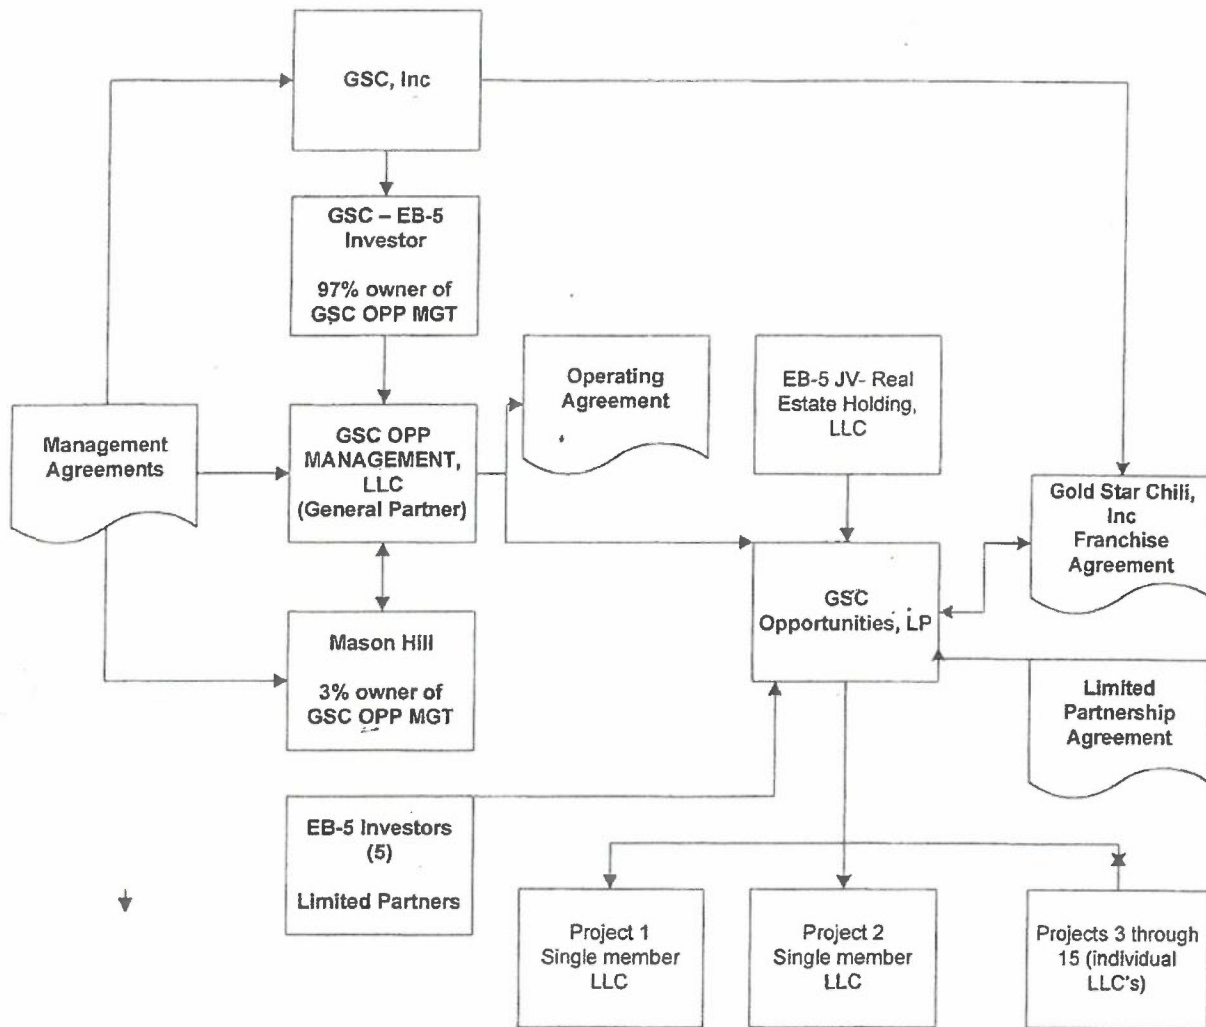 GSC, Inc
GSC – EB-5
Investor
97% owner of
GSC OPP MGT
Operating
Agreement
EB-5 JV- Real
Estate Holding,
LLC
Management
Agreements
GSC OPP
MANAGEMENT,
LLC
(General Partner)
Gold Star Chili,
Inc
Franchise
Agreement
GSC
Opportunities, LP
Mason Hill
3% owner of
GSC OPP MGT
Limited
Partnership
Agreement
EB-5 Investors
(5)
Limited Partners
Project 1
Single member
LLC
Project 2
Single member
LLC
Projects 3 through
15 (individual
LLC's)